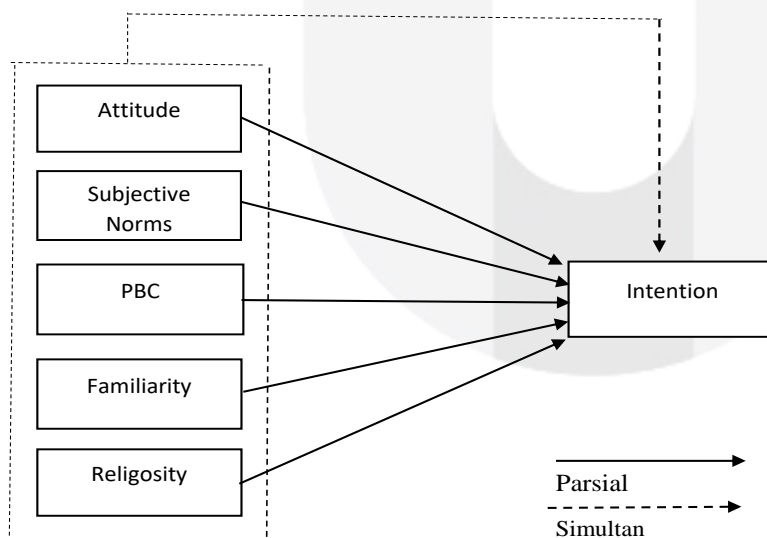 Attitude
Subjective
Norms
PBC
Intention
Familiarity
Religosity
Parsial
Simultan